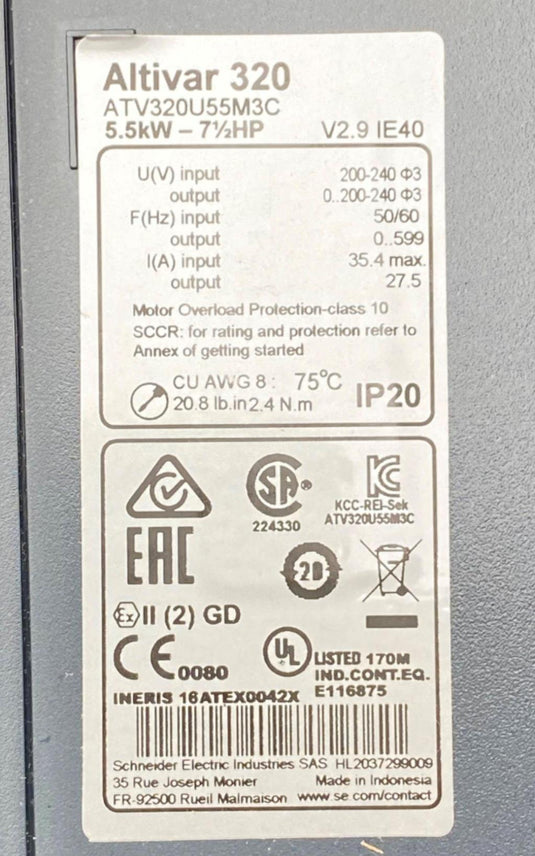 Altivar 320
ATV320U55M3C
5.5kW – 7½HP V2.9 IE40
U(V) input 200-240 Φ3
output 0..200-240 Φ3
F(Hz) input 50/60
output 0..599
I(A) input 35.4 max.
output 27.5
Motor Overload Protection-class 10
SCCR: for rating and protection refer to
Annex of getting started
CU AWG 8 : 75°C
20.8 lb.in 2.4 N.m IP20
SA
224330
KCC-REI-Sek
ATV320U55M3C
EAC
20
Ex II (2) GD
CE 0080
UL LISTED 170M
IND.CONT.EQ.
INERIS 16ATEX0042X E116875
Schneider Electric Industries SAS HL2037299009
35 Rue Joseph Monier Made in Indonesia
FR-92500 Rueil Malmaison www.se.com/contact